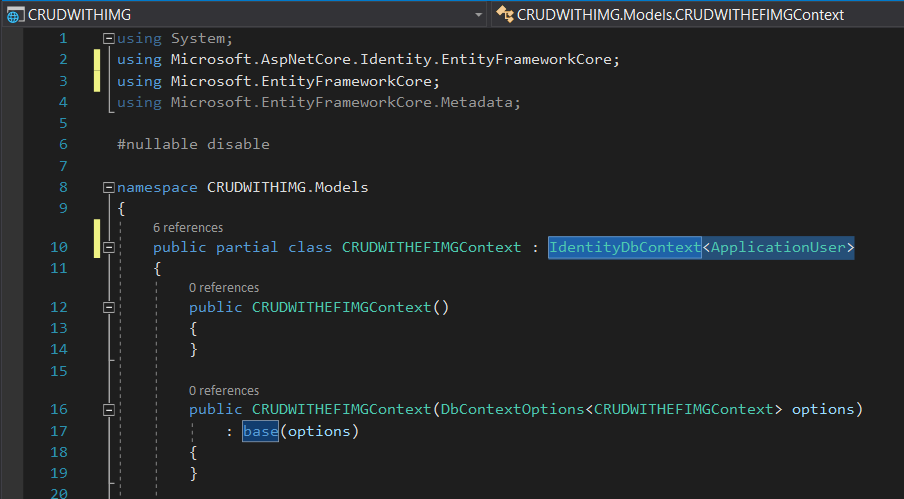 CRUDWITHIMG CRUDWITHIMG.Models.CRUDWITHEFIMGContext
1 using System;
2 using Microsoft.AspNetCore.Identity.EntityFrameworkCore;
3 using Microsoft.EntityFrameworkCore;
4 using Microsoft.EntityFrameworkCore.Metadata;
5
6 #nullable disable
7
8 namespace CRUDWITHIMG.Models
9 {
6 references
10 public partial class CRUDWITHEFIMGContext : IdentityDbContext<ApplicationUser>
11 {
0 references
12 public CRUDWITHEFIMGContext()
13 {
14 }
15
0 references
16 public CRUDWITHEFIMGContext(DbContextOptions<CRUDWITHEFIMGContext> options)
17 : base(options)
18 {
19 }
20